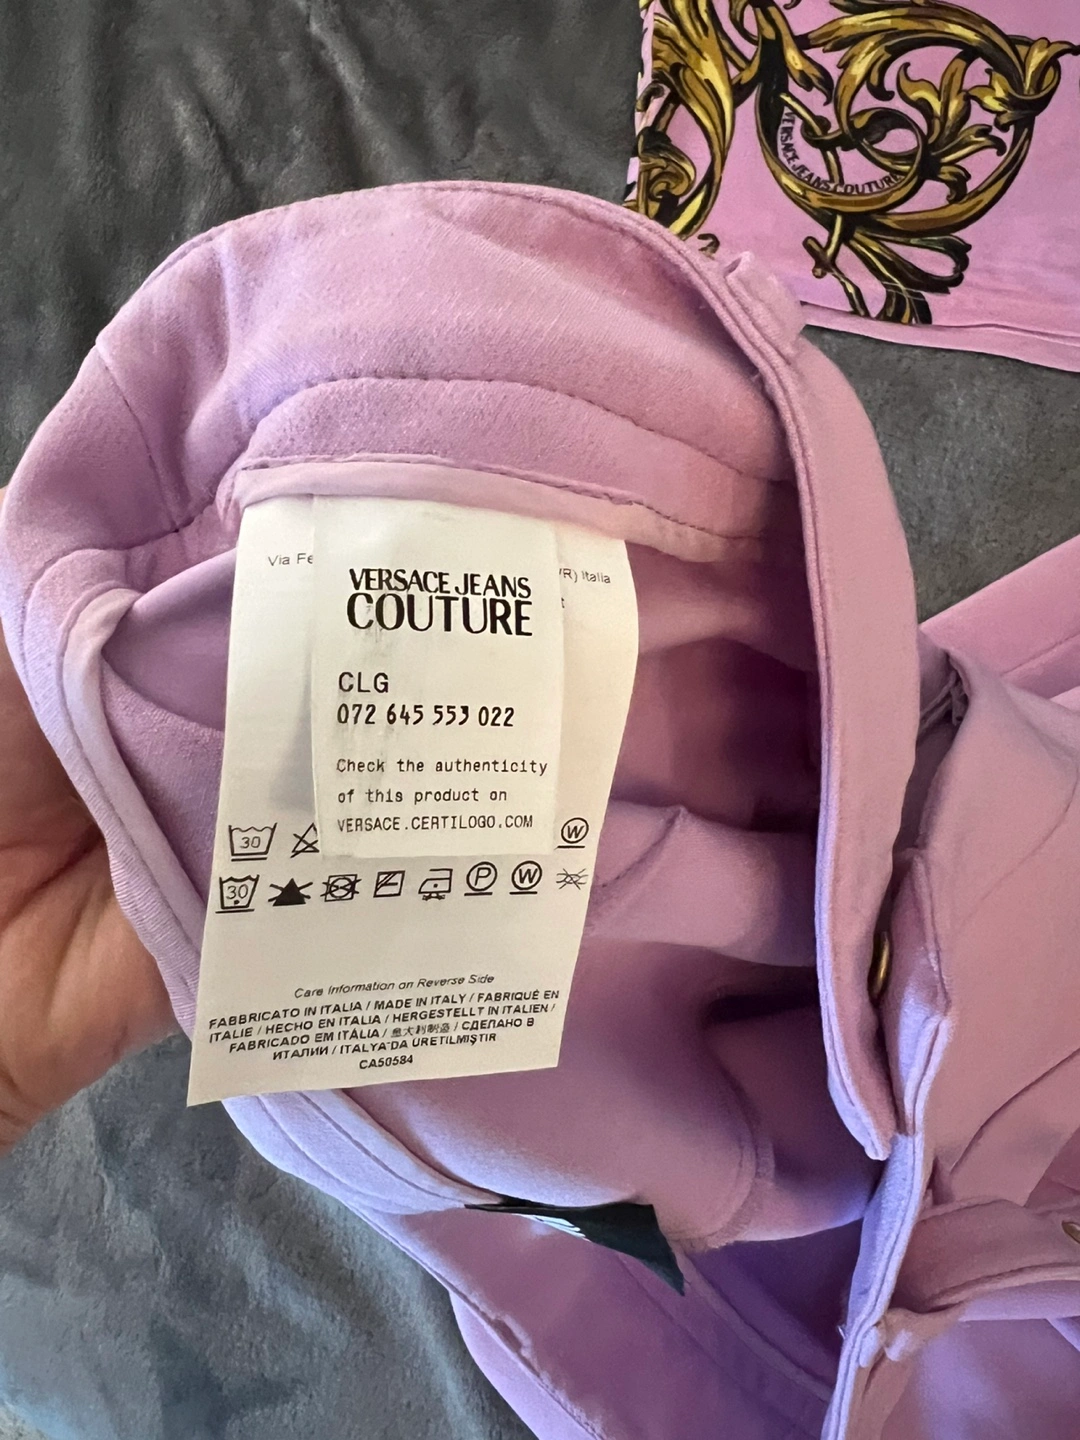 VERSACE JEANS COUTURE
Via Fe
VR) Italia
t
VERSACE JEANS
COUTURE
CLG
072 645 553 022
Check the authenticity
of this product on
VERSACE.CERTILOGO.COM
30 W
30 P W
Care Information on Reverse Side
FABBRICATO IN ITALIA / MADE IN ITALY / FABRIQUÉ EN
ITALIE / HECHO EN ITALIA / HERGESTELLT IN ITALIEN /
FABRICADO EM ITÁLIA / 意大利制造 / СДЕЛАНО В
ИТАЛИИ / ITALYA'DA ÜRETILMIŞTIR
CA50584